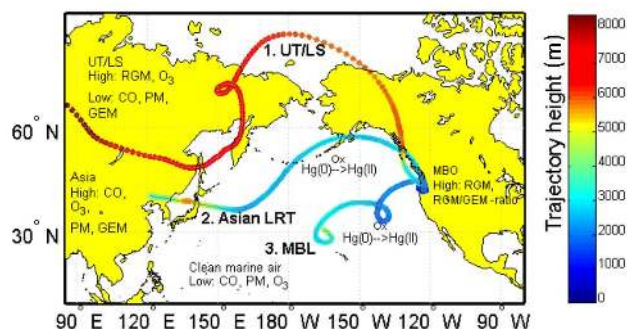 1. UT/LS
UT/LS
High: RGM, O3
Low: CO, PM,
GEM
60° N
Asia
High: CO,
O3,
PM, GEM
2. Asian LRT
Ox
Hg(0)-->Hg(II)
MBO
High: RGM,
RGM/GEM-ratio
30° N
3. MBL
Ox
Hg(0)-->Hg(II)
Clean marine air
Low: CO, PM, O3
90° E 120° E 150° E 180° W 150° W 120° W 90° W
Trajectory height (m)
8000
7000
6000
5000
4000
3000
2000
1000
0